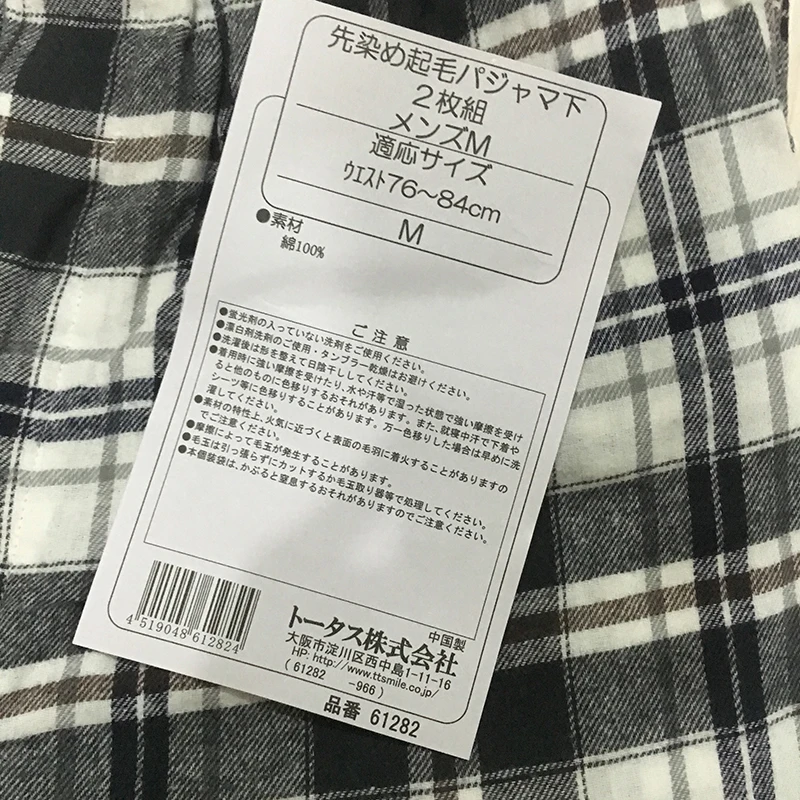 先染め起毛パジャマ下
2枚組
メンズM
適応サイズ
ウエスト76～84cm
M
●素材
綿100%
ご注意
●蛍光剤の入っていない洗剤をご使用ください。
●漂白剤洗剤のご使用・タンブラー乾燥はお避けください。
●洗濯後は形を整えて日陰干ししてください。
●着用時に強い摩擦を受けたり、水や汗等で湿った状態で強い摩擦を受け
ると他のものに色移りするおそれがあります。また、就寝中汗で下着や
シーツ等に色移りすることがあります。万一色移りした場合は早めに洗
濯してください。
●素材の特性上、火気に近づくと表面の毛羽に着火することがありますの
でご注意ください。
●摩擦によって毛玉が発生することがあります。
●毛玉は引っ張らずにカットするか毛玉取り器等で処理してください。
●本個装袋は、かぶると窒息するおそれがありますのでご注意ください。
4 519048 612824
中国製
トータス株式会社
大阪市淀川区西中島1-11-16
HP: http://www.ttsmile.co.jp/
(61282 -966)
品番 61282